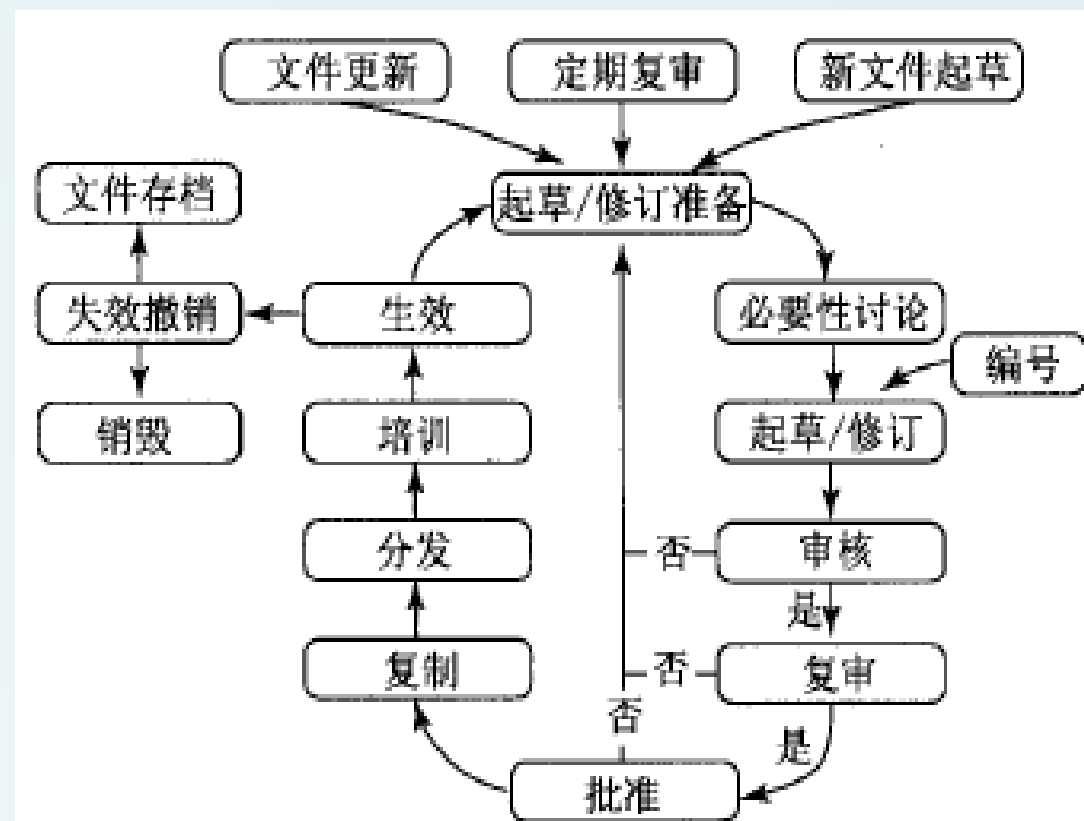 文件更新
定期复审
新文件起草
文件存档
起草/修订准备
失效撤销
生效
必要性讨论
编号
销毁
培训
起草/修订
分发
否
审核
是
复制
否
复审
否
是
批准